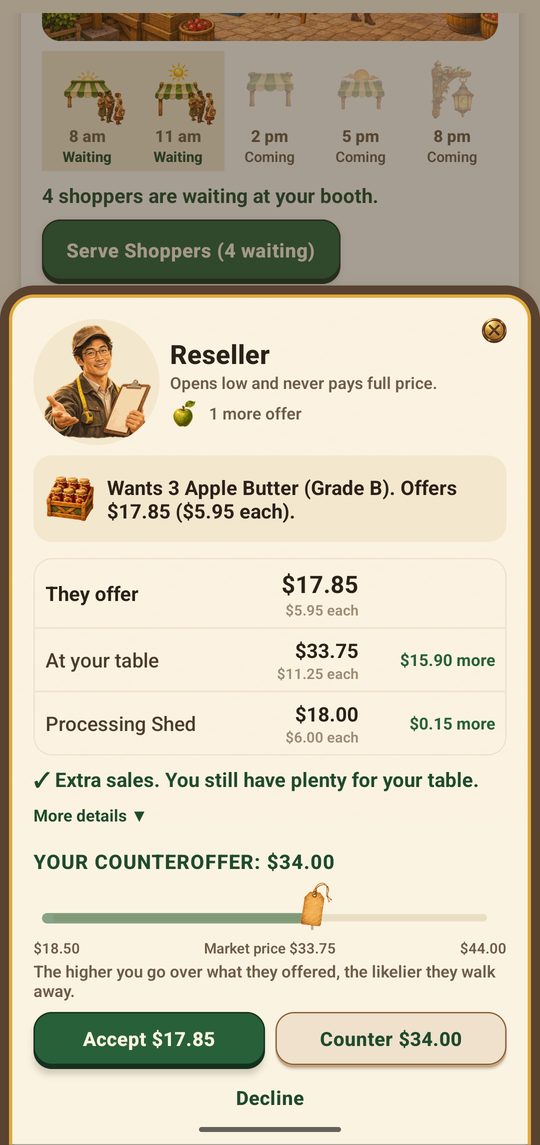 8 am
Waiting
11 am
Waiting
2 pm
Coming
5 pm
Coming
8 pm
Coming
4 shoppers are waiting at your booth.
Serve Shoppers (4 waiting)
Reseller
Opens low and never pays full price.
1 more offer
Wants 3 Apple Butter (Grade B). Offers
$17.85 ($5.95 each).
They offer
$17.85
$5.95 each
At your table
$33.75
$11.25 each
$15.90 more
Processing Shed
$18.00
$6.00 each
$0.15 more
✓ Extra sales. You still have plenty for your table.
More details ▼
YOUR COUNTEROFFER: $34.00
$18.50
Market price $33.75
$44.00
The higher you go over what they offered, the likelier they walk
away.
Accept $17.85
Counter $34.00
Decline